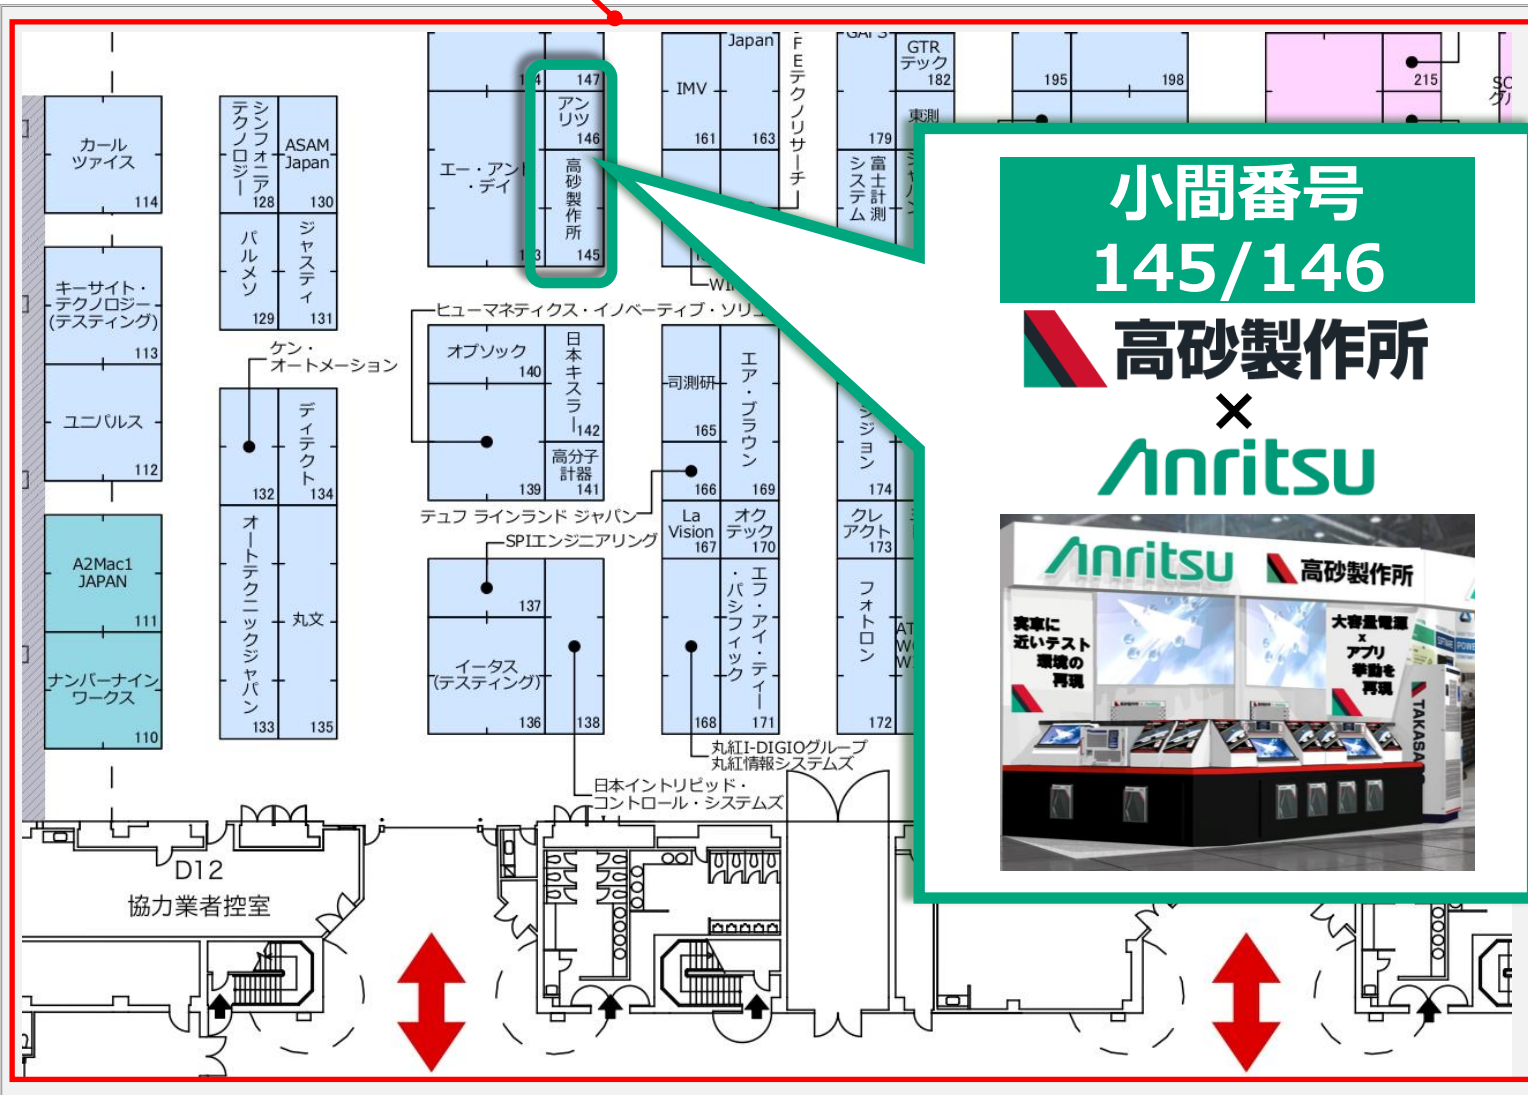 147
アン
リツ
146
高砂製作所
145
エー・アンド
・デイ
IMV
161
Japan
163
FEテクノリサーチ
GTR
テック
182
東測
179
富士計測
システム
195
198
215
カール
ツァイス
114
シンフォニア
テクノロジー
128
ASAM
Japan
130
パルメソ
129
ジャスティ
131
キーサイト・
テクノロジー
(テスティング)
113
ユニパルス
112
ケン・
オートメーション
132
ディテクト
134
オートテクニックジャパン
133
丸文
135
A2Mac1
JAPAN
111
ナンバーナイン
ワークス
110
ヒューマネティクス・イノベーティブ・ソリュ
オプソック
140
139
日本キスラー
142
高分子
計器
141
テュフ ラインランド ジャパン
SPIエンジニアリング
137
イータス
(テスティング)
136
138
司測研
165
166
エア・ブラウン
169
La
Vision
167
オク
テック
170
168
エフ・アイ・ティー
・パシフィック
171
ジション
174
クレ
アクト
173
フォトロン
172
丸紅I-DIGIOグループ
丸紅情報システムズ
日本イントリピッド・
コントロール・システムズ
D12
協力業者控室
小間番号
145/146
高砂製作所
×
Anritsu
Anritsu
高砂製作所
実車に
近いテスト
環境の
再現
大容量電源
x
アプリ
挙動を
再現